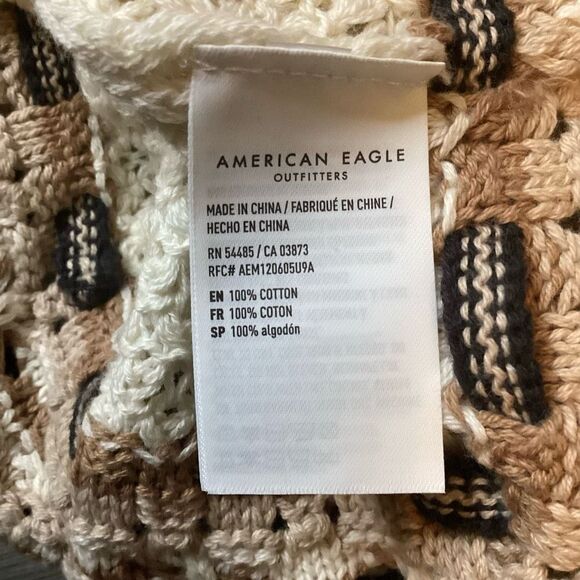 AMERICAN EAGLE
OUTFITTERS
MADE IN CHINA / FABRIQUÉ EN CHINE /
HECHO EN CHINA
RN 54485 / CA 03873
RFC# AEM120605U9A
EN 100% COTTON
FR 100% COTON
SP 100% algodón